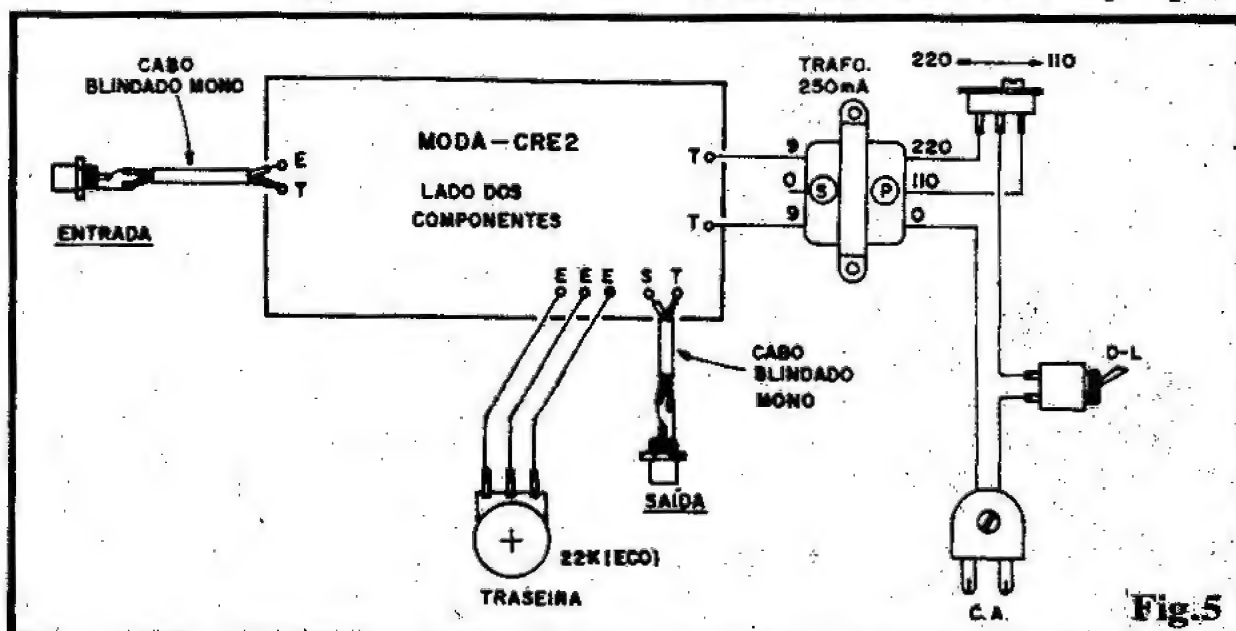 CABO
BLINDADO MONO
ENTRADA
E
T
MODA-CRE2
LADO DOS
COMPONENTES
T
T
E E E S T
TRAFO.
250mA
9
0
9
S
P
220
110
0
220 110
D-L
CABO
BLINDADO
MONO
SAÍDA
22K (ECO)
TRASEIRA
C.A.
Fig.5